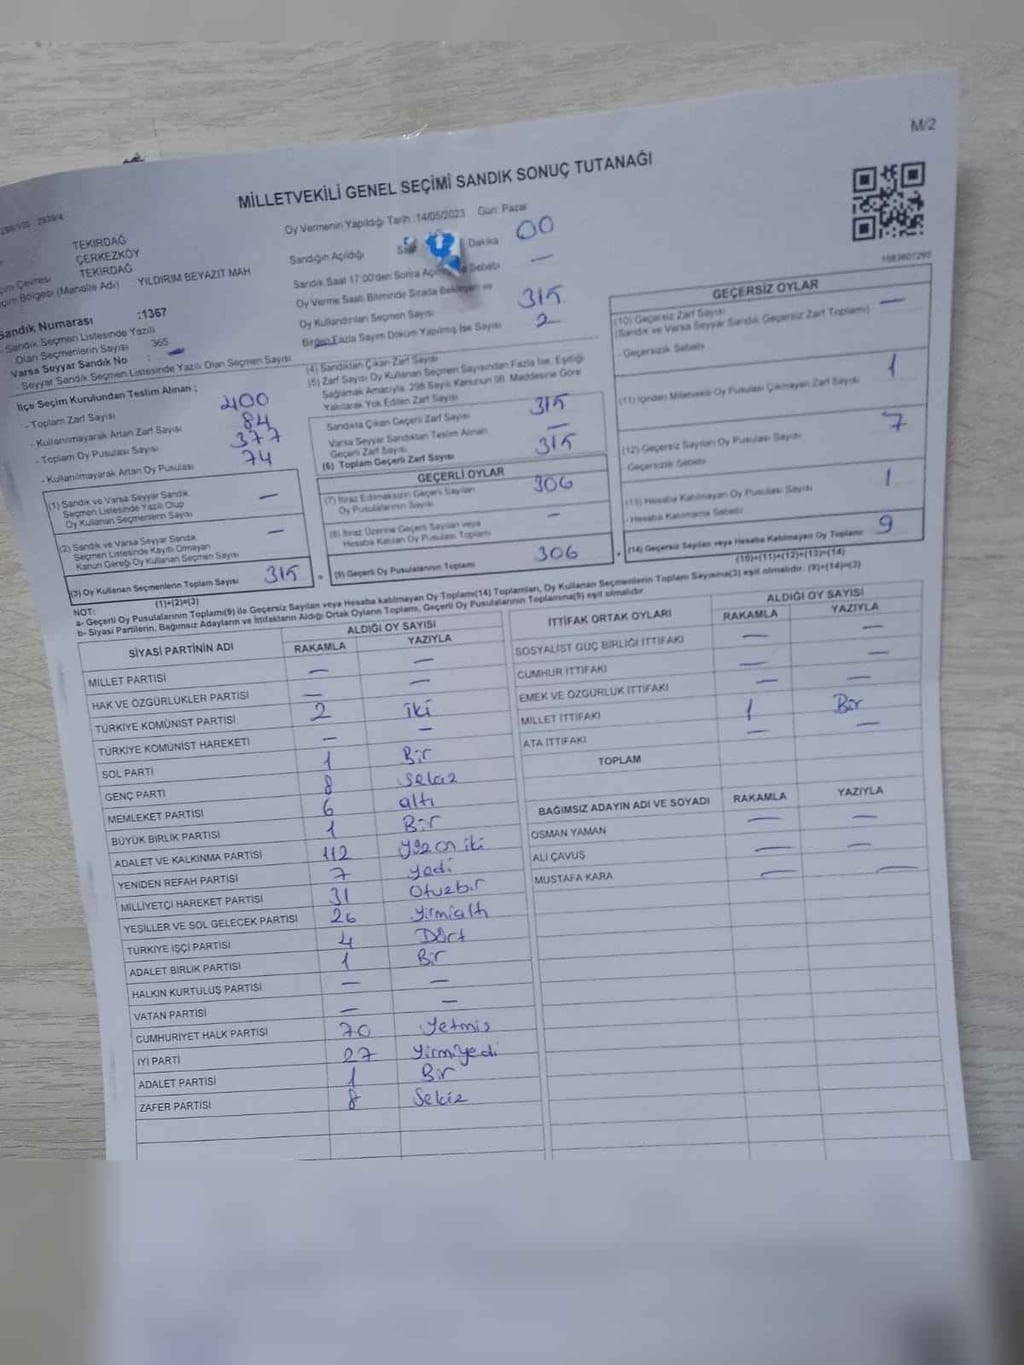 M/2
MİLLETVEKİLİ GENEL SEÇİMİ SANDIK SONUÇ TUTANAĞI
TEKİRDAĞ
ÇERKEZKÖY
TEKİRDAĞ
çim Bölgesi (Mahalle Adı) YILDIRIM BEYAZIT MAH
Sandık Numarası :1367
Sandık Seçmen Listesinde Yazılı
Olan Seçmenlerin Sayısı 365
Varsa Seyyar Sandık No : -
- Seyyar Sandık Seçmen Listesinde Yazılı Olan Seçmen Sayısı
Oy Vermenin Yapıldığı Tarih :14/05/2023 Gün: Pazar
Sandığın Açıldığı Dakika 00
Sandık Saat 17:00'den Sonra Sebebi -
Oy Verme Saati Bitiminde Sırada Bekleyen ve
Oy Kullandırılan Seçmen Sayısı 315
Birden Fazla Sayım Döküm Yapılmış İse Sayısı 2
İlçe Seçim Kurulundan Teslim Alınan :
- Toplam Zarf Sayısı 400
- Kullanılmayarak Artan Zarf Sayısı 84
- Toplam Oy Pusulası Sayısı 377
- Kullanılmayarak Artan Oy Pusulası 74
(1) Sandık ve Varsa Seyyar Sandık
Seçmen Listesinde Yazılı Olup
Oy Kullanan Seçmenlerin Sayısı -
(2) Sandık ve Varsa Seyyar Sandık
Seçmen Listesinde Kayıtlı Olmayan
Kanun Gereği Oy Kullanan Seçmen Sayısı -
(3) Oy Kullanan Seçmenlerin Toplam Sayısı 315
(1)+(2)=(3)
(4) Sandıktan Çıkan Zarf Sayısı
(5) Zarf Sayısı Oy Kullanan Seçmen Sayısından Fazla İse, Eşitliği
Sağlamak Amacıyla, 298 Sayılı Kanunun 98. Maddesine Göre
Yakılarak Yok Edilen Zarf Sayısı
Sandıkta Çıkan Geçerli Zarf Sayısı 315
Varsa Seyyar Sandıktan Teslim Alınan
Geçerli Zarf Sayısı -
(6) Toplam Geçerli Zarf Sayısı 315
GEÇERLİ OYLAR
(7) İtiraz Edilmeksizin Geçerli Sayılan
Oy Pusulalarının Sayısı 306
(8) İtiraz Üzerine Geçerli Sayılan veya
Hesaba Katılan Oy Pusulası Toplamı -
(9) Geçerli Oy Pusulalarının Toplamı 306
GEÇERSİZ OYLAR
(10) Geçersiz Zarf Sayısı
(Sandık ve Varsa Seyyar Sandık Geçersiz Zarf Toplamı) -
- Geçersizlik Sebebi
(11) İçinden Milletvekili Oy Pusulası Çıkmayan Zarf Sayısı 1
(12) Geçersiz Sayılan Oy Pusulası Sayısı 7
- Geçersizlik Sebebi
(13) Hesaba Katılmayan Oy Pusulası Sayısı 1
- Hesaba Katılmama Sebebi
(14) Geçersiz Sayılan veya Hesaba Katılmayan Oy Toplamı 9
(10)+(11)+(12)+(13)=(14)
NOT:
a- Geçerli Oy Pusulalarının Toplamı(9) ile Geçersiz Sayılan veya Hesaba katılmayan Oy Toplamı(14) Toplamları, Oy Kullanan Seçmenlerin Toplam Sayısına(3) eşit olmalıdır. (9)+(14)=(3)
b- Siyasi Partilerin, Bağımsız Adayların ve İttifakların Aldığı Ortak Oyların Toplamı, Geçerli Oy Pusulalarının Toplamına(9) eşit olmalıdır
SİYASİ PARTİNİN ADI ALDIĞI OY SAYISI
RAKAMLA YAZIYLA
MİLLET PARTİSİ - -
HAK VE ÖZGÜRLÜKLER PARTİSİ - -
TÜRKİYE KOMÜNİST PARTİSİ 2 iki
TÜRKİYE KOMÜNİST HAREKETİ - -
SOL PARTİ 1 Bir
GENÇ PARTİ 8 sekiz
MEMLEKET PARTİSİ 6 altı
BÜYÜK BİRLİK PARTİSİ 1 Bir
ADALET VE KALKINMA PARTİSİ 112 yüz on iki
YENİDEN REFAH PARTİSİ 7 yedi
MİLLİYETÇİ HAREKET PARTİSİ 31 otuzbir
YEŞİLLER VE SOL GELECEK PARTİSİ 26 yirmialtı
TÜRKİYE İŞÇİ PARTİSİ 4 Dört
ADALET BİRLİK PARTİSİ 1 Bir
HALKIN KURTULUŞ PARTİSİ - -
VATAN PARTİSİ - -
CUMHURİYET HALK PARTİSİ 70 yetmiş
İYİ PARTİ 27 yirmiyedi
ADALET PARTİSİ 1 Bir
ZAFER PARTİSİ 8 Sekiz
İTTİFAK ORTAK OYLARI ALDIĞI OY SAYISI
RAKAMLA YAZIYLA
SOSYALİST GÜÇ BİRLİĞİ İTTİFAKI - -
CUMHUR İTTİFAKI - -
EMEK VE ÖZGÜRLÜK İTTİFAKI - -
MİLLET İTTİFAKI 1 Bir
ATA İTTİFAKI - -
TOPLAM
BAĞIMSIZ ADAYIN ADI VE SOYADI RAKAMLA YAZIYLA
OSMAN YAMAN - -
ALİ ÇAVUŞ - -
MUSTAFA KARA - -